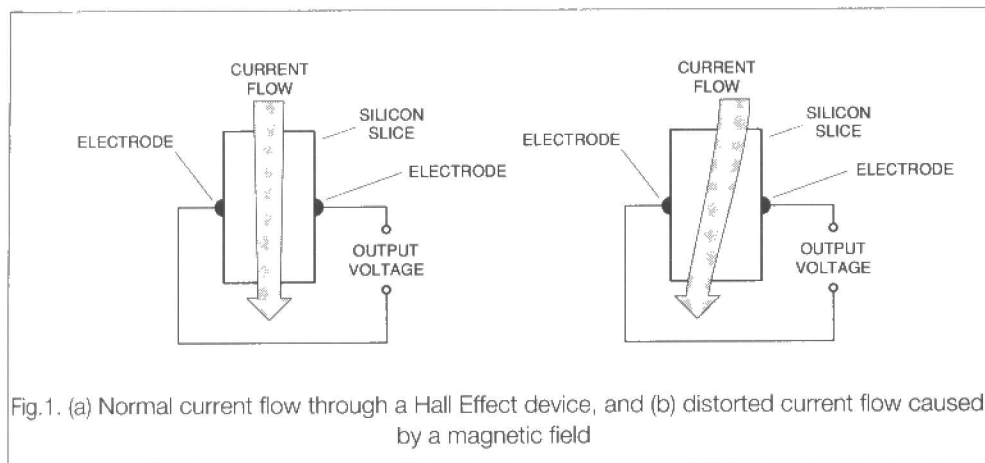 CURRENT
FLOW
SILICON
SLICE
ELECTRODE
ELECTRODE
OUTPUT
VOLTAGE
CURRENT
FLOW
SILICON
SLICE
ELECTRODE
ELECTRODE
OUTPUT
VOLTAGE
Fig.1. (a) Normal current flow through a Hall Effect device, and (b) distorted current flow caused
by a magnetic field